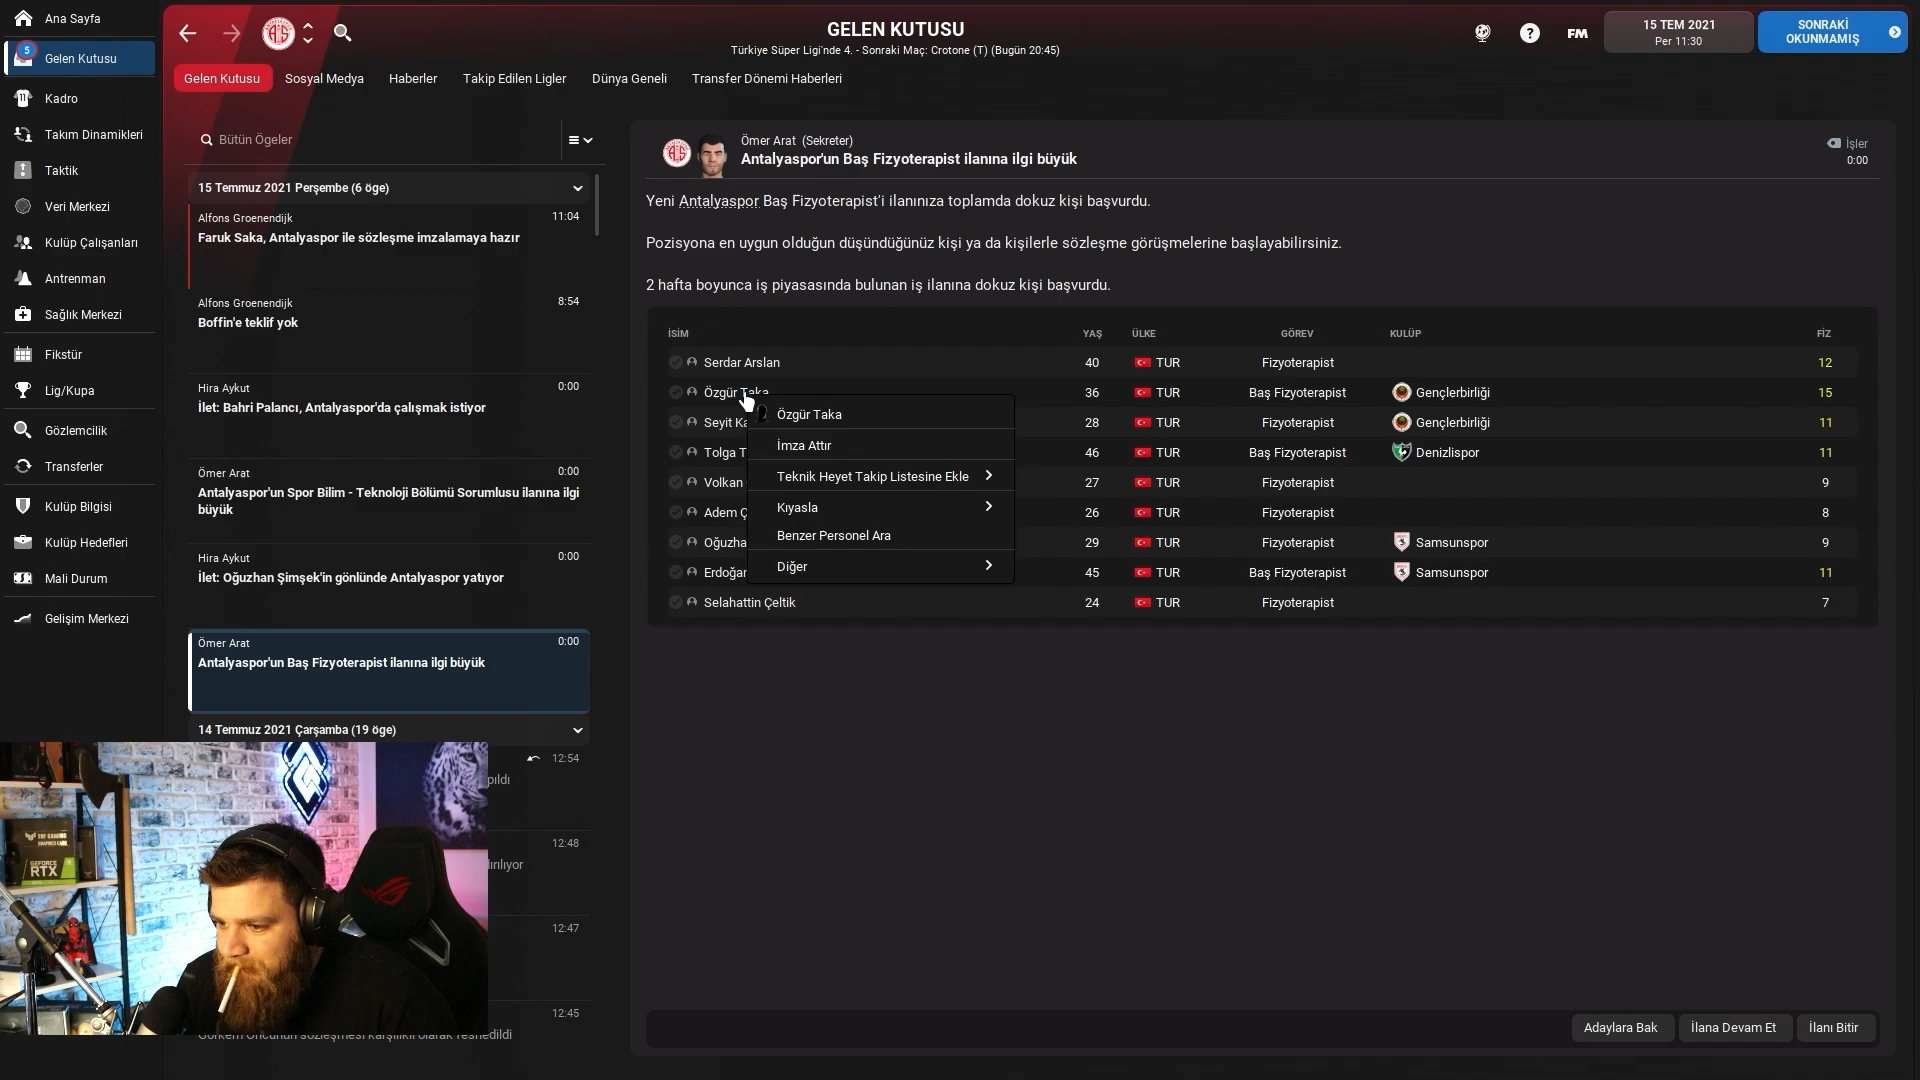 Ana Sayfa
5
Gelen Kutusu
Kadro
Takım Dinamikleri
Taktik
Veri Merkezi
Kulüp Çalışanları
Antrenman
Sağlık Merkezi
Fikstür
Lig/Kupa
Gözlemcilik
Transferler
Kulüp Bilgisi
Kulüp Hedefleri
Mali Durum
Gelişim Merkezi
GELEN KUTUSU
Türkiye Süper Ligi'nde 4. - Sonraki Maç: Crotone (T) (Bugün 20:45)
FM
15 TEM 2021
Per 11:30
SONRAKİ
OKUNMAMIŞ
Gelen Kutusu
Sosyal Medya
Haberler
Takip Edilen Ligler
Dünya Geneli
Transfer Dönemi Haberleri
Bütün Ögeler
15 Temmuz 2021 Perşembe (6 öge)
Alfons Groenendijk 11:04
Faruk Saka, Antalyaspor ile sözleşme imzalamaya hazır
Alfons Groenendijk 8:54
Boffin'e teklif yok
Hira Aykut 0:00
İlet: Bahri Palancı, Antalyaspor'da çalışmak istiyor
Ömer Arat 0:00
Antalyaspor'un Spor Bilim - Teknoloji Bölümü Sorumlusu ilanına ilgi
büyük
Hira Aykut 0:00
İlet: Oğuzhan Şimşek'in gönlünde Antalyaspor yatıyor
Ömer Arat 0:00
Antalyaspor'un Baş Fizyoterapist ilanına ilgi büyük
14 Temmuz 2021 Çarşamba (19 öge)
12:54
12:48
12:47
12:45
Ömer Arat (Sekreter)
Antalyaspor'un Baş Fizyoterapist ilanına ilgi büyük
İşler
0:00
Yeni Antalyaspor Baş Fizyoterapist'i ilanınıza toplamda dokuz kişi başvurdu.
Pozisyona en uygun olduğun düşündüğünüz kişi ya da kişilerle sözleşme görüşmelerine başlayabilirsiniz.
2 hafta boyunca iş piyasasında bulunan iş ilanına dokuz kişi başvurdu.
İSİM YAŞ ÜLKE GÖREV KULÜP FİZ
Serdar Arslan 40 TUR Fizyoterapist 12
Özgür Taka 36 TUR Baş Fizyoterapist Gençlerbirliği 15
Seyit 28 TUR Fizyoterapist Gençlerbirliği 11
Tolga 46 TUR Baş Fizyoterapist Denizlispor 11
Volkan 27 TUR Fizyoterapist 9
Adem 26 TUR Fizyoterapist 8
Oğuzha 29 TUR Fizyoterapist Samsunspor 9
Erdoğan 45 TUR Baş Fizyoterapist Samsunspor 11
Selahattin Çeltik 24 TUR Fizyoterapist 7
Özgür Taka
İmza Attır
Teknik Heyet Takip Listesine Ekle
Kıyasla
Benzer Personel Ara
Diğer
Adaylara Bak
İlana Devam Et
İlanı Bitir
GEFORCE
RTX